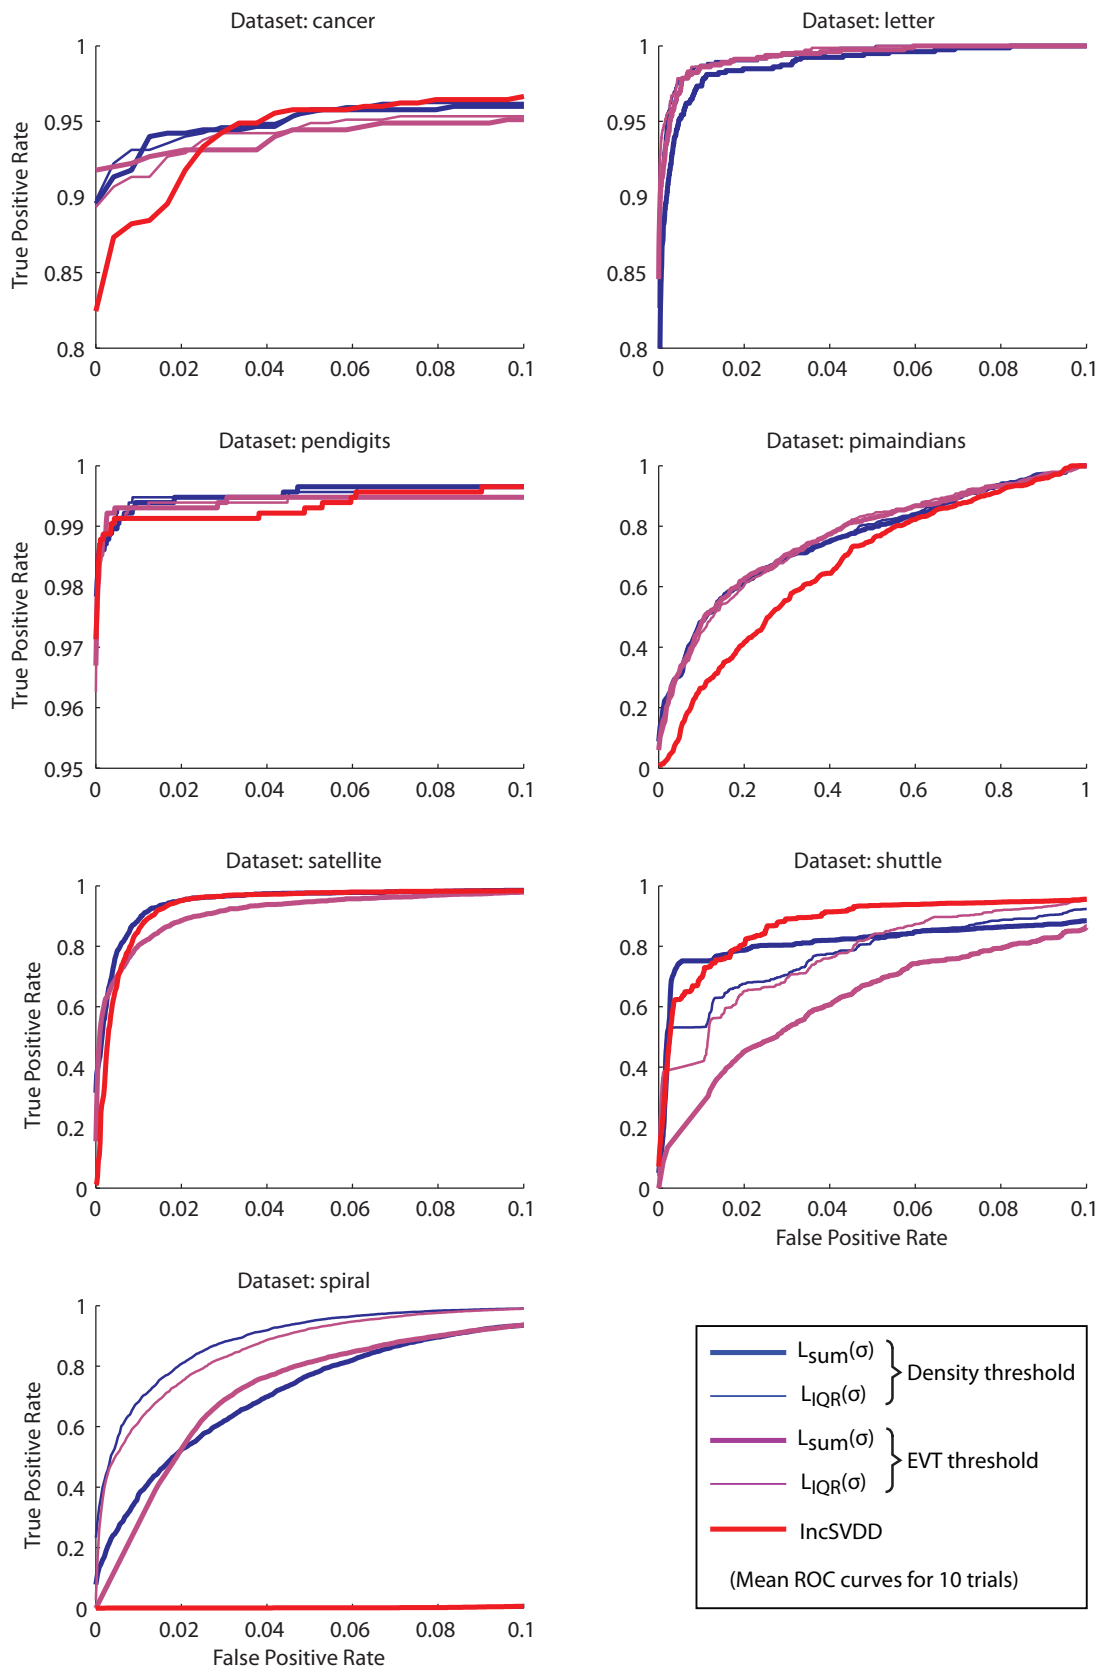 Dataset: cancer
True Positive Rate
1
0.95
0.9
0.85
0.8
0 0.02 0.04 0.06 0.08 0.1
Dataset: letter
1
0.95
0.9
0.85
0.8
0 0.02 0.04 0.06 0.08 0.1
Dataset: pendigits
True Positive Rate
1
0.99
0.98
0.97
0.96
0.95
0 0.02 0.04 0.06 0.08 0.1
Dataset: pimaindians
1
0.8
0.6
0.4
0.2
0
0 0.2 0.4 0.6 0.8 1
Dataset: satellite
True Positive Rate
1
0.8
0.6
0.4
0.2
0
0 0.02 0.04 0.06 0.08 0.1
Dataset: shuttle
1
0.8
0.6
0.4
0.2
0
0 0.02 0.04 0.06 0.08 0.1
False Positive Rate
Dataset: spiral
True Positive Rate
1
0.8
0.6
0.4
0.2
0
0 0.02 0.04 0.06 0.08 0.1
False Positive Rate
Lsum(σ)
LIQR(σ)
Density threshold
Lsum(σ)
LIQR(σ)
EVT threshold
IncSVDD
(Mean ROC curves for 10 trials)